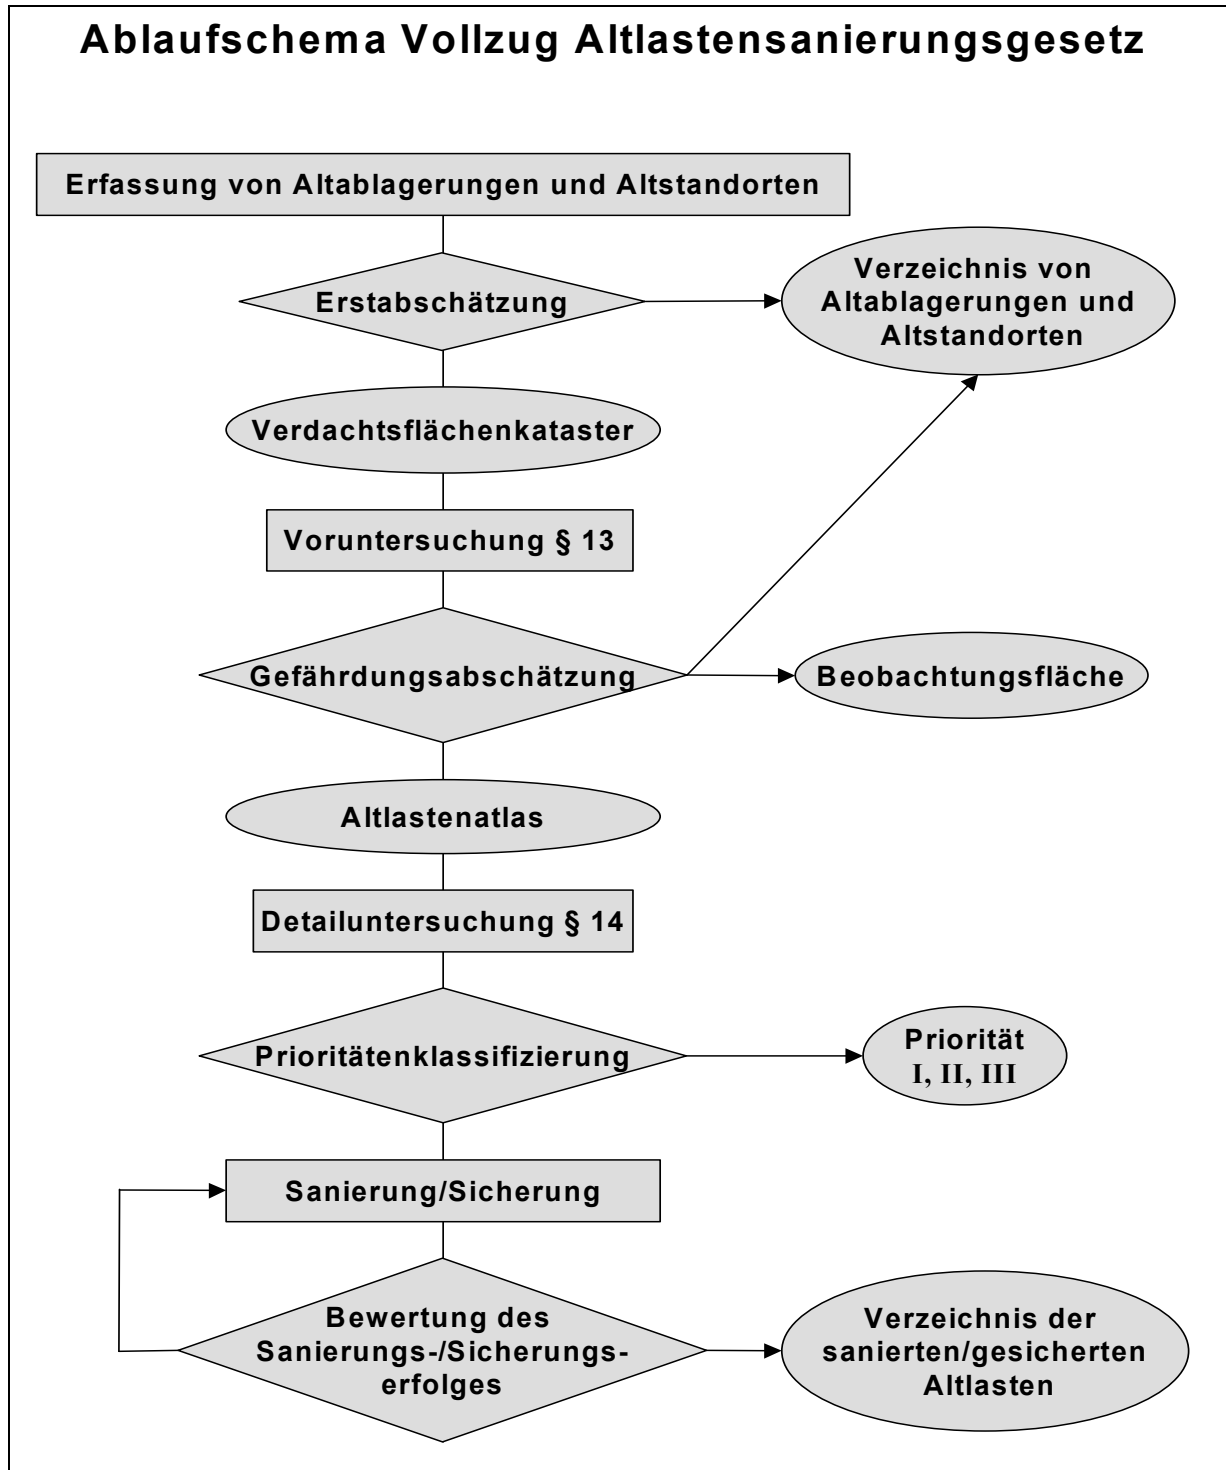 Ablaufschema Vollzug Altlastensanierungsgesetz
Erfassung von Altablagerungen und Altstandorten
Erstabschätzung
Verzeichnis von
Altablagerungen und
Altstandorten
Verdachtsflächenkataster
Voruntersuchung § 13
Gefährdungsabschätzung
Beobachtungsfläche
Altlastenatlas
Detailuntersuchung § 14
Prioritätenklassifizierung
Priorität
I, II, III
Sanierung/Sicherung
Bewertung des
Sanierungs-/Sicherungs-
erfolges
Verzeichnis der
sanierten/gesicherten
Altlasten